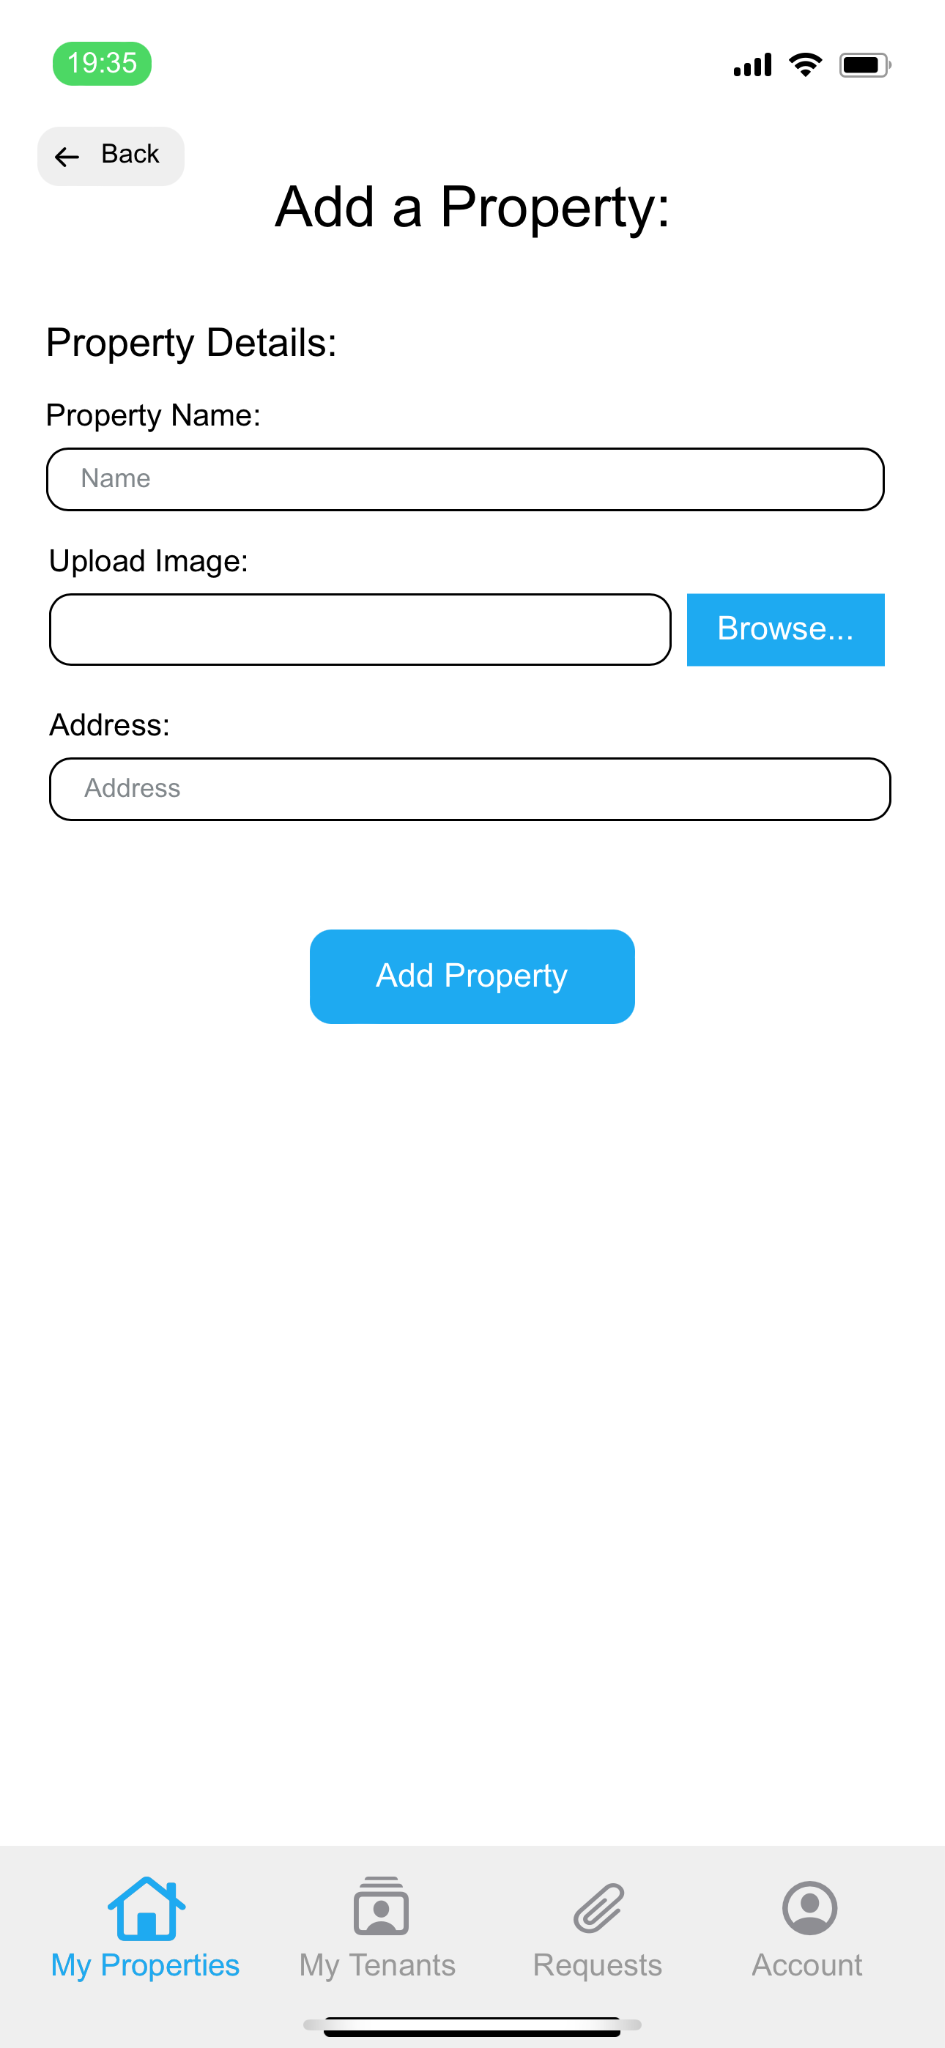 19:35
Back
Add a Property:
Property Details:
Property Name:
Name
Upload Image:
Browse...
Address:
Address
Add Property
My Properties
My Tenants
Requests
Account